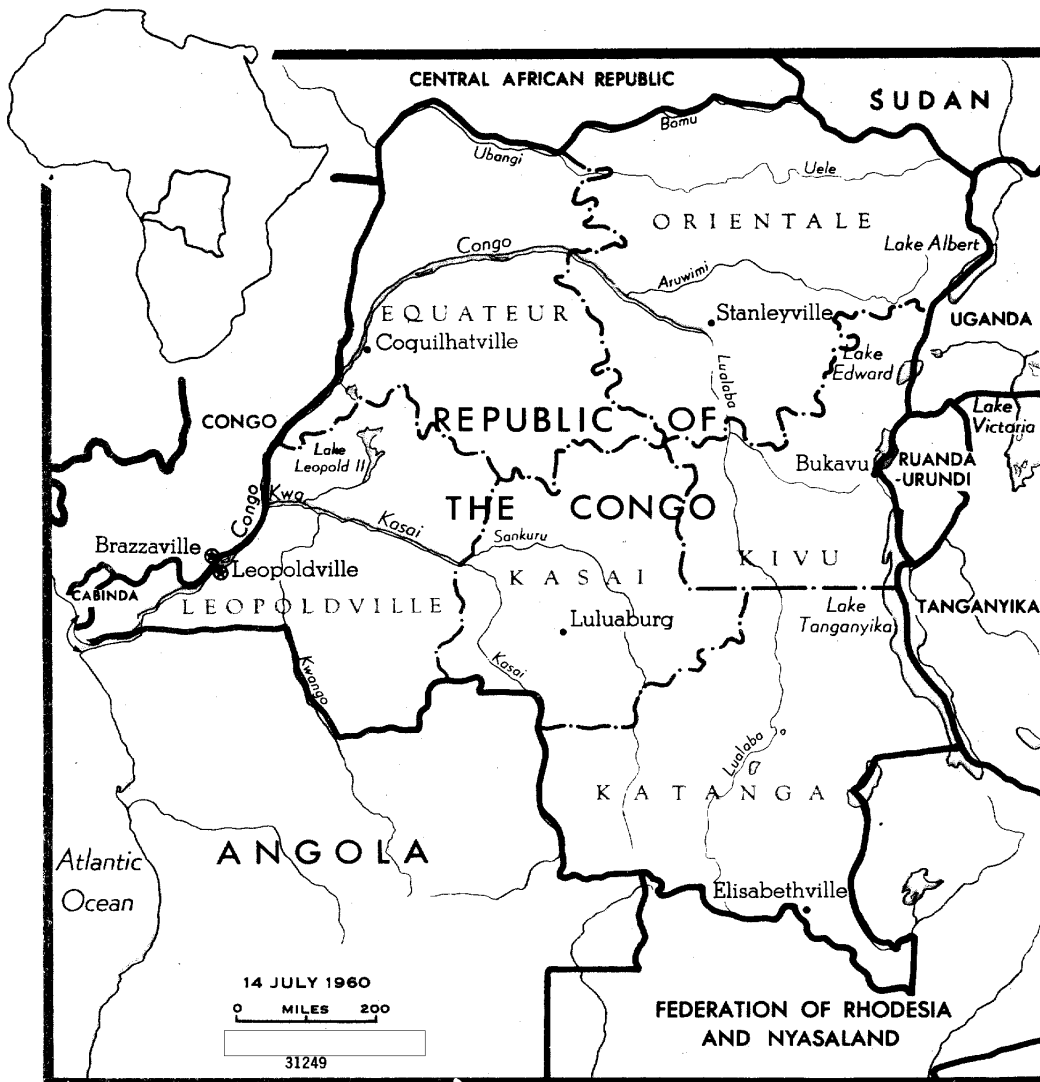 CENTRAL AFRICAN REPUBLIC
SUDAN
Bomu
Ubangi
Uele
ORIENTALE
Congo
Lake Albert
Aruwimi
EQUATEUR
Stanleyville
UGANDA
Coquilhatville
Lualaba
Lake
Edward
CONGO
REPUBLIC OF
Lake
Victoria
Lake
Leopold II
Bukavu
RUANDA
-URUNDI
Kwa
THE CONGO
Congo
Kasai
Sankuru
Brazzaville
KIVU
Leopoldville
KASAI
CABINDA
LEOPOLDVILLE
Lake
Tanganyika
TANGANYIKA
Luluaburg
Kwango
Kasai
Lualaba
KATANGA
ANGOLA
Atlantic
Ocean
Elisabethville
14 JULY 1960
0 MILES 200
FEDERATION OF RHODESIA
AND NYASALAND
31249